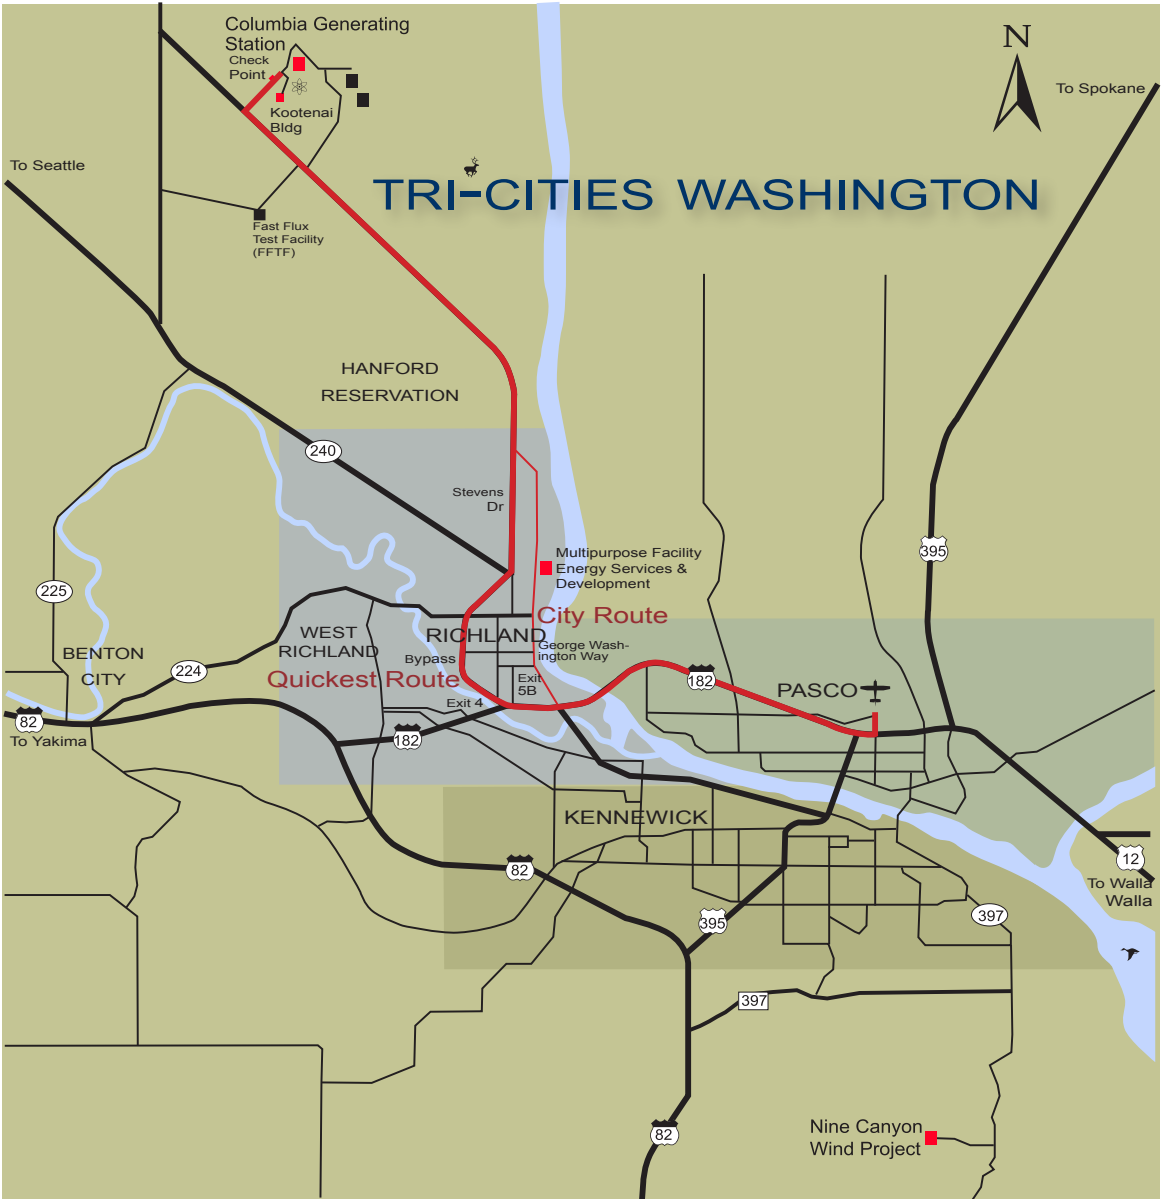 Columbia Generating
Station
Check
Point
Kootenai
Bldg
N
To Spokane
To Seattle
TRI-CITIES WASHINGTON
Fast Flux
Test Facility
(FFTF)
HANFORD
RESERVATION
240
Stevens
Dr
395
Multipurpose Facility
Energy Services &
Development
225
City Route
WEST
RICHLAND
RICHLAND
George Wash-
ington Way
BENTON
CITY
Bypass
224
Quickest Route
Exit
5B
182
PASCO
Exit 4
82
To Yakima
182
KENNEWICK
82
12
To Walla
Walla
395
397
397
82
Nine Canyon
Wind Project